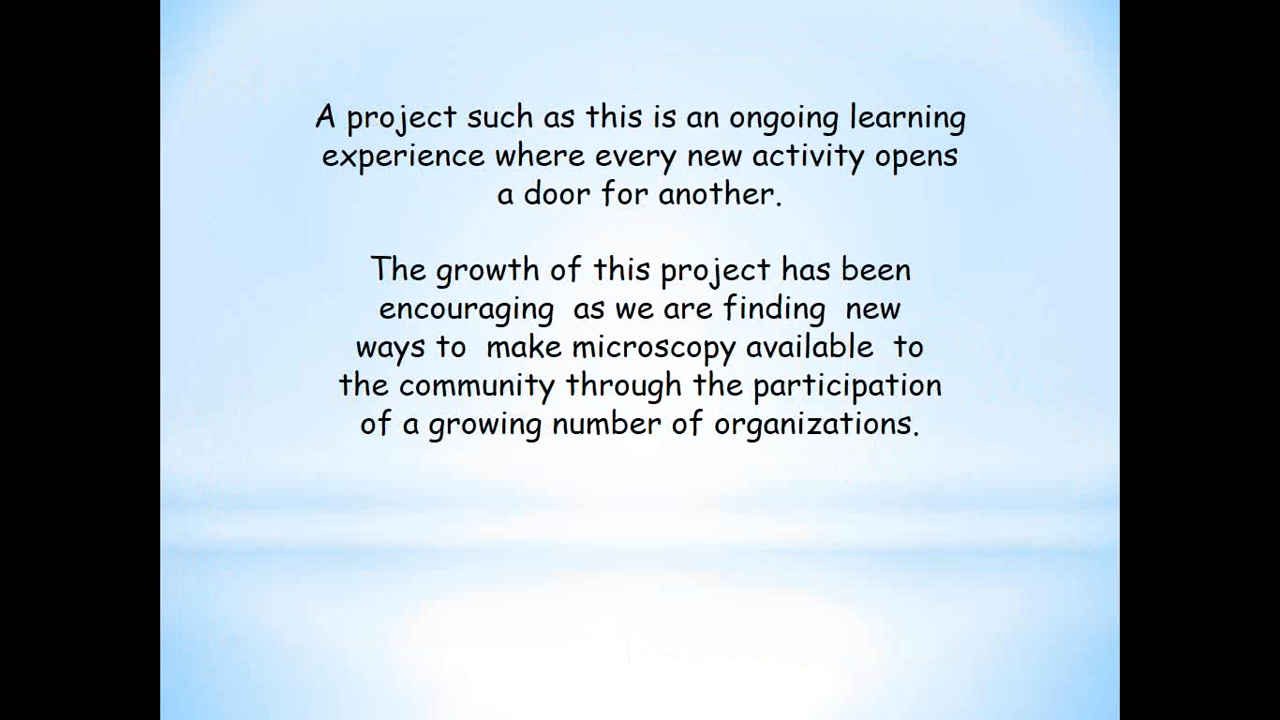 A project such as this is an ongoing learning
experience where every new activity opens
a door for another.
The growth of this project has been
encouraging  as we are finding  new
ways to  make microscopy available  to
the community through the participation
of a growing number of organizations.